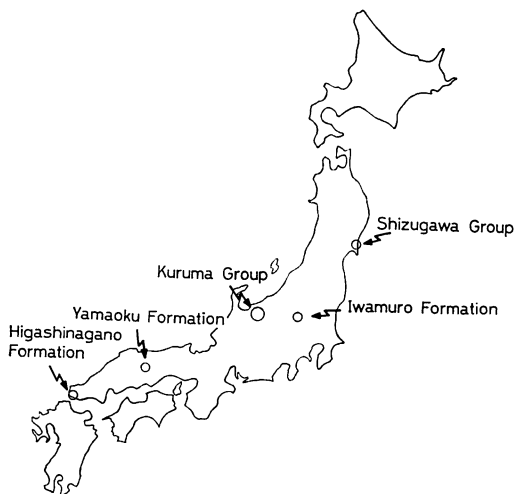 Shizugawa Group
Kuruma Group
Iwamuro Formation
Yamaoku Formation
Higashinagano
Formation